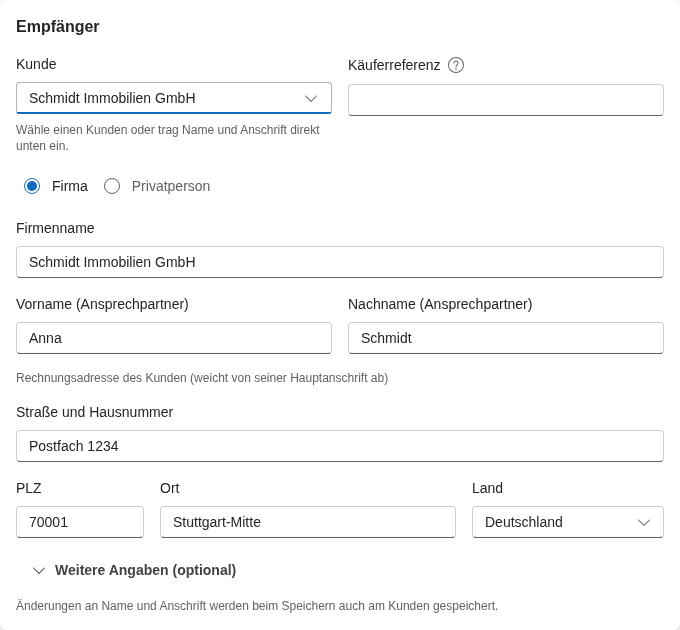 Empfänger
Kunde
Käuferreferenz ?
Schmidt Immobilien GmbH
Wähle einen Kunden oder trag Name und Anschrift direkt
unten ein.
Firma Privatperson
Firmenname
Schmidt Immobilien GmbH
Vorname (Ansprechpartner)
Nachname (Ansprechpartner)
Anna
Schmidt
Rechnungsadresse des Kunden (weicht von seiner Hauptanschrift ab)
Straße und Hausnummer
Postfach 1234
PLZ
Ort
Land
70001
Stuttgart-Mitte
Deutschland
Weitere Angaben (optional)
Änderungen an Name und Anschrift werden beim Speichern auch am Kunden gespeichert.